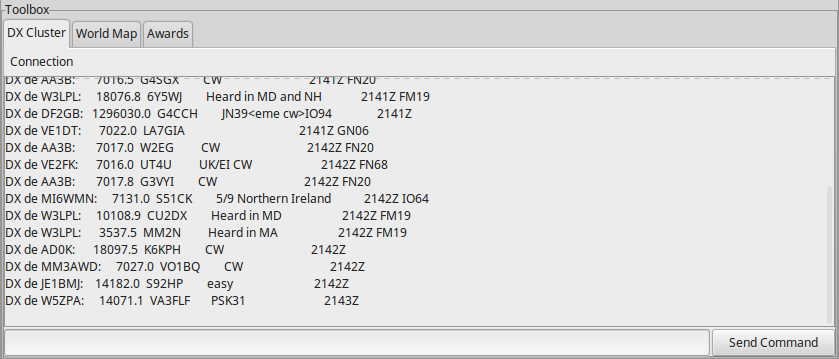 Toolbox
DX Cluster World Map Awards
Connection
DX de AA3B: 7016.5 G4SGX CW 2141Z FN20
DX de W3LPL: 18076.8 6Y5WJ Heard in MD and NH 2141Z FM19
DX de DF2GB: 1296030.0 G4CCH JN39<eme cw>IO94 2141Z
DX de VE1DT: 7022.0 LA7GIA 2141Z GN06
DX de AA3B: 7017.0 W2EG CW 2142Z FN20
DX de VE2FK: 7016.0 UT4U UK/EI CW 2142Z FN68
DX de AA3B: 7017.8 G3VYI CW 2142Z FN20
DX de MI6WMN: 7131.0 S51CK 5/9 Northern Ireland 2142Z IO64
DX de W3LPL: 10108.9 CU2DX Heard in MD 2142Z FM19
DX de W3LPL: 3537.5 MM2N Heard in MA 2142Z FM19
DX de AD0K: 18097.5 K6KPH CW 2142Z
DX de MM3AWD: 7027.0 VO1BQ CW 2142Z
DX de JE1BMJ: 14182.0 S92HP easy 2142Z
DX de W5ZPA: 14071.1 VA3FLF PSK31 2143Z
Send Command